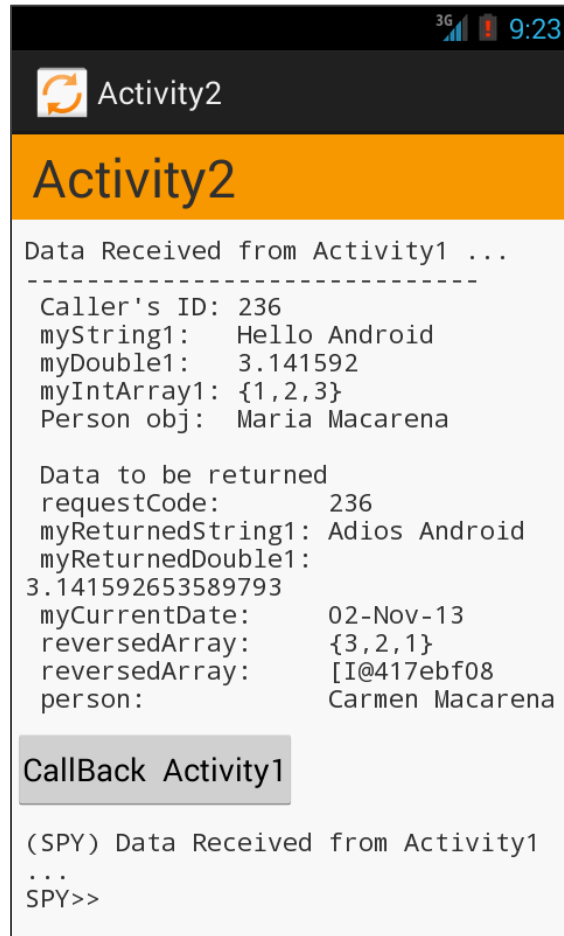 3G 9:23
Activity2
Activity2
Data Received from Activity1 ...
-------------------------------
Caller's ID: 236
myString1: Hello Android
myDouble1: 3.141592
myIntArray1: {1,2,3}
Person obj: Maria Macarena
Data to be returned
requestCode: 236
myReturnedString1: Adios Android
myReturnedDouble1:
3.141592653589793
myCurrentDate: 02-Nov-13
reversedArray: {3,2,1}
reversedArray: [I@417ebf08
person: Carmen Macarena
CallBack Activity1
(SPY) Data Received from Activity1
...
SPY>>